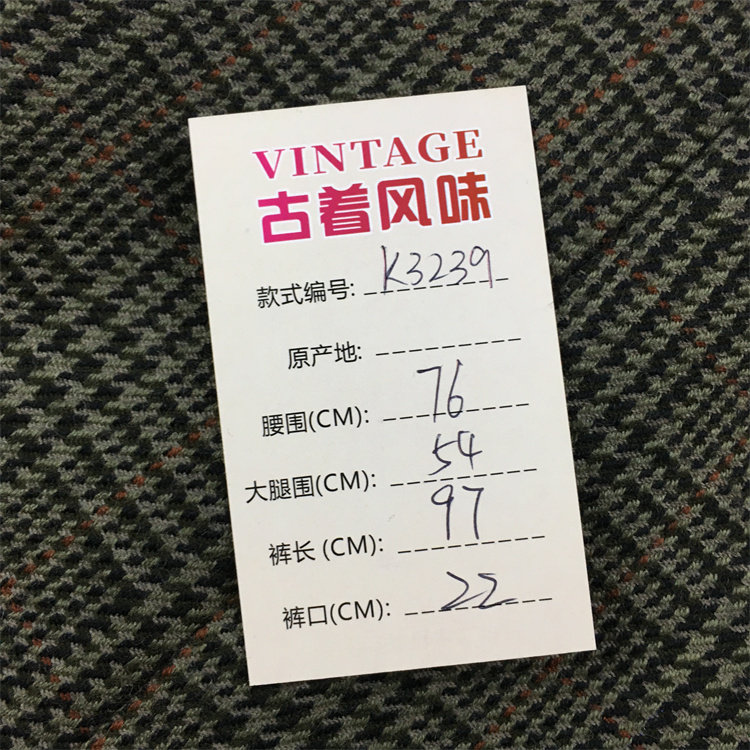 VINTAGE
古着风味
款式编号: K3239
原产地:
腰围(CM): 76
大腿围(CM): 54
裤长 (CM): 97
裤口(CM): 22